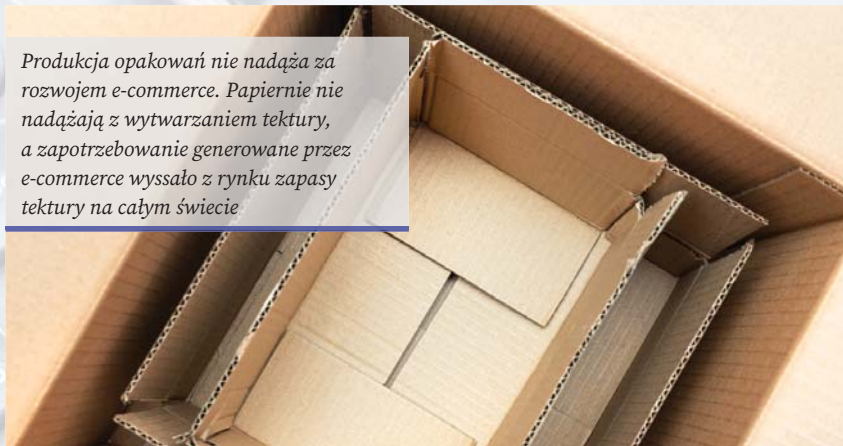 Produkcja opakowań nie nadąża za
rozwojem e-commerce. Papiernie nie
nadążają z wytwarzaniem tektury,
a zapotrzebowanie generowane przez
e-commerce wyssało z rynku zapasy
tektury na całym świecie